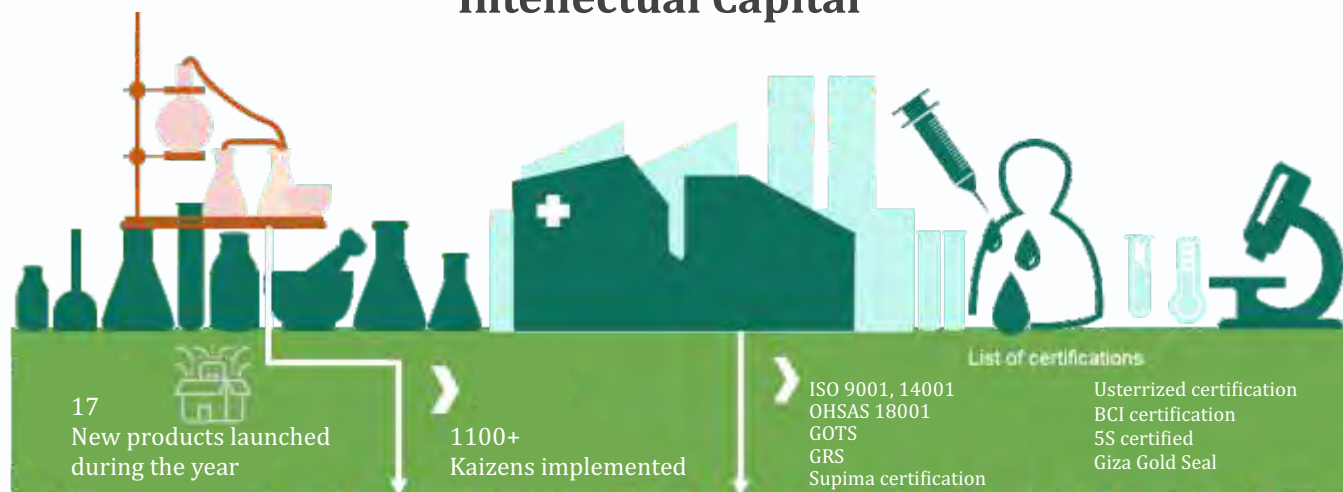 Intellectual Capital
17
New products launched
during the year
1100+
Kaizens implemented
List of certifications
ISO 9001, 14001
OHSAS 18001
GOTS
GRS
Supima certification
Usterrized certification
BCI certification
5S certified
Giza Gold Seal